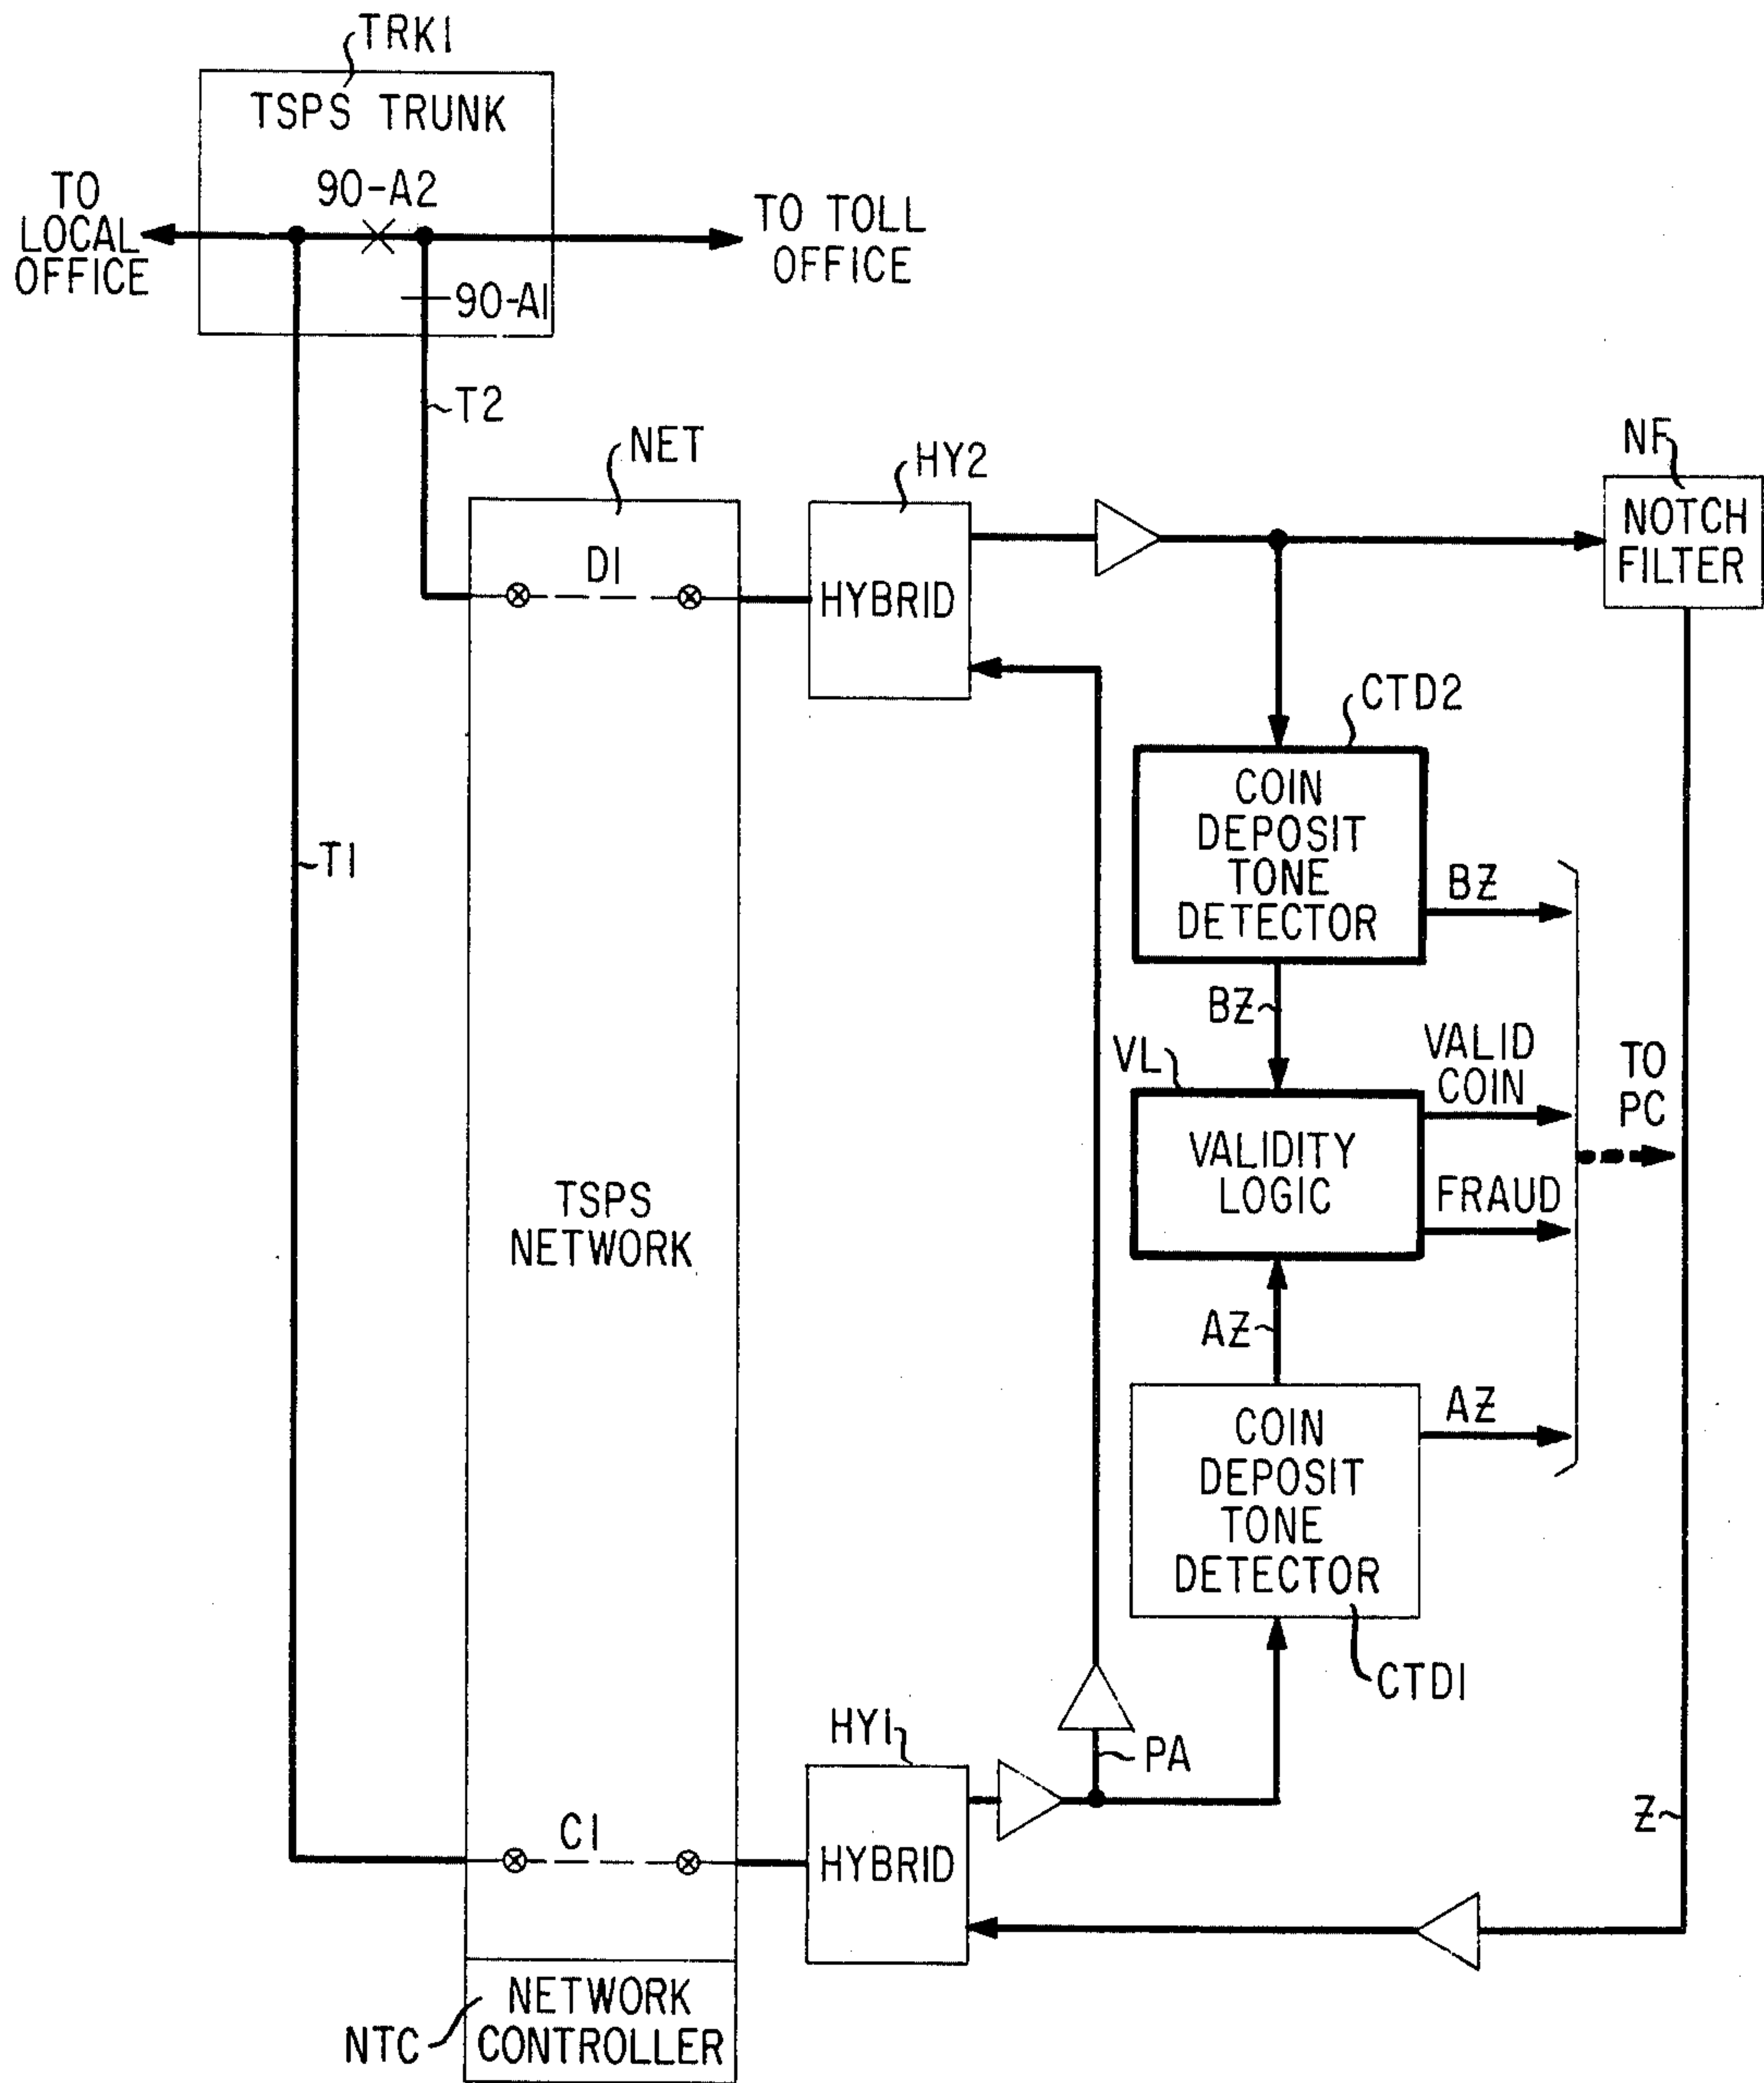 TRK1
TSPS TRUNK
TO
LOCAL
OFFICE
90-A2
TO TOLL
OFFICE
90-A1
T2
NET
HY2
NF
NOTCH
FILTER
D1
HYBRID
CTD2
COIN
DEPOSIT
TONE
DETECTOR
T1
BZ
BZ
VL
VALID
COIN
TO
PC
VALIDITY
LOGIC
FRAUD
TSPS
NETWORK
AZ
AZ
COIN
DEPOSIT
TONE
DETECTOR
CTD1
HY1
PA
Z
C1
HYBRID
NETWORK
CONTROLLER
NTC